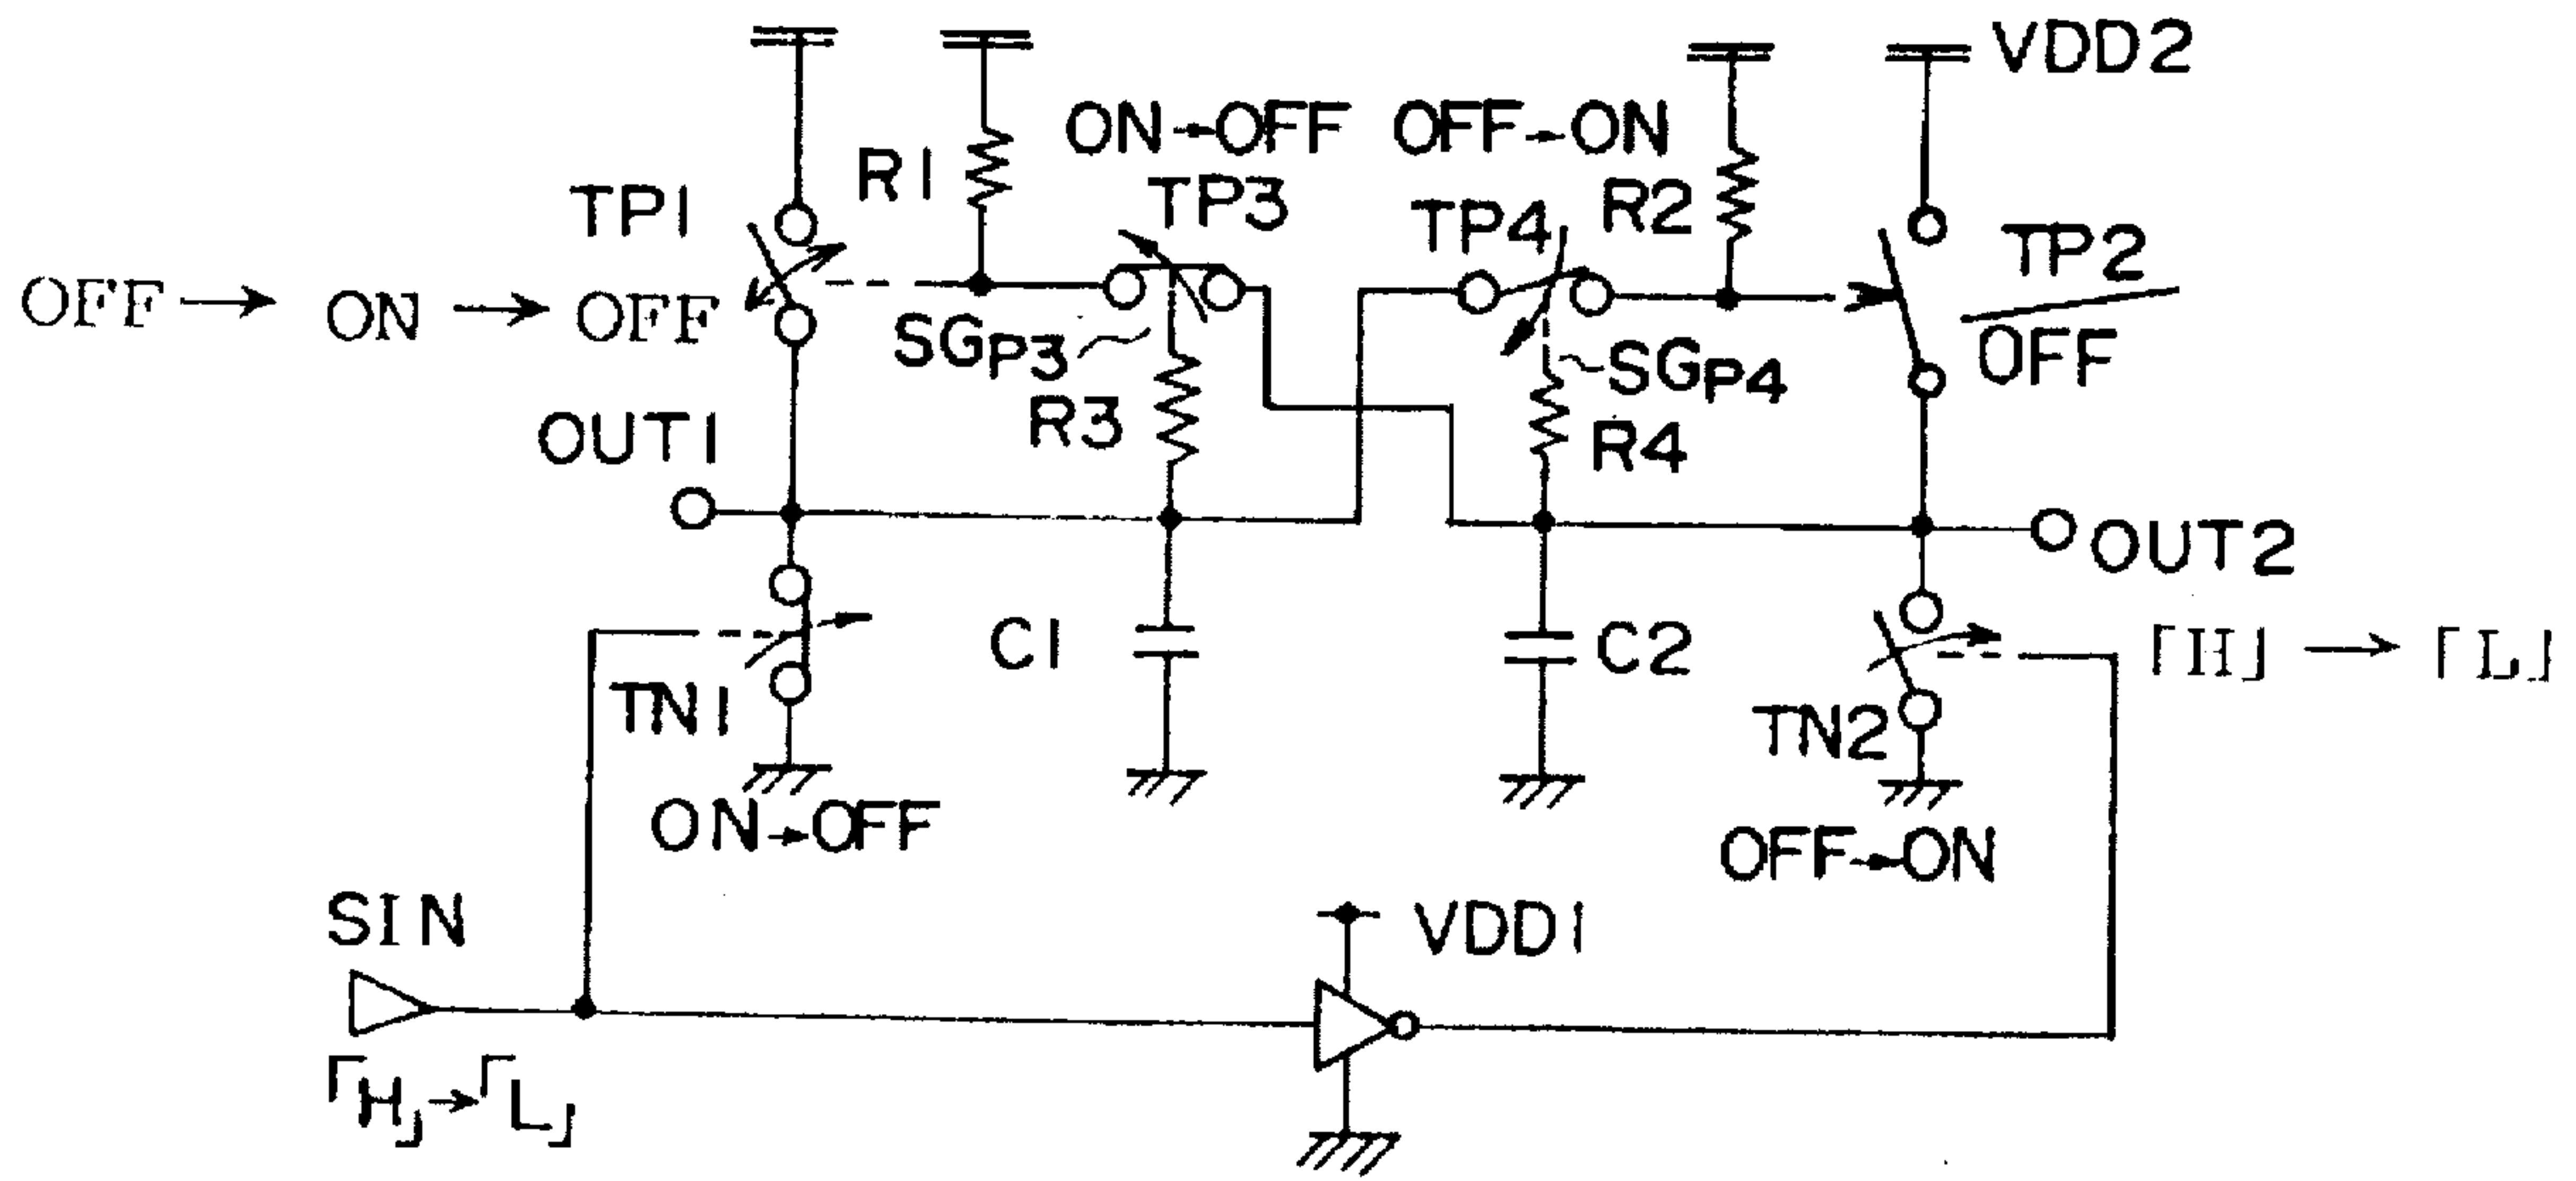 VDD2
ON→OFF
OFF→ON
R1
TP3
TP1
TP4
R2
TP2
OFF → ON → OFF
SGP3
SGP4
OFF
R3
R4
OUT1
OUT2
C1
C2
「H」 → 「L」
TN1
TN2
ON→OFF
OFF→ON
SIN
VDD1
「H」→「L」